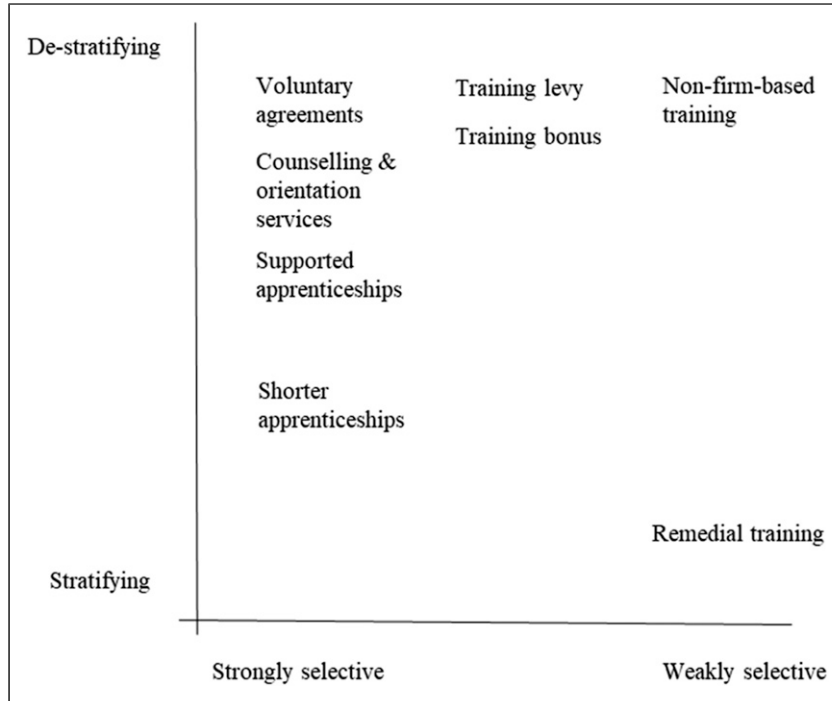 De-stratifying
Voluntary
agreements
Training levy
Non-firm-based
training
Training bonus
Counselling &
orientation
services
Supported
apprenticeships
Shorter
apprenticeships
Remedial training
Stratifying
Strongly selective
Weakly selective